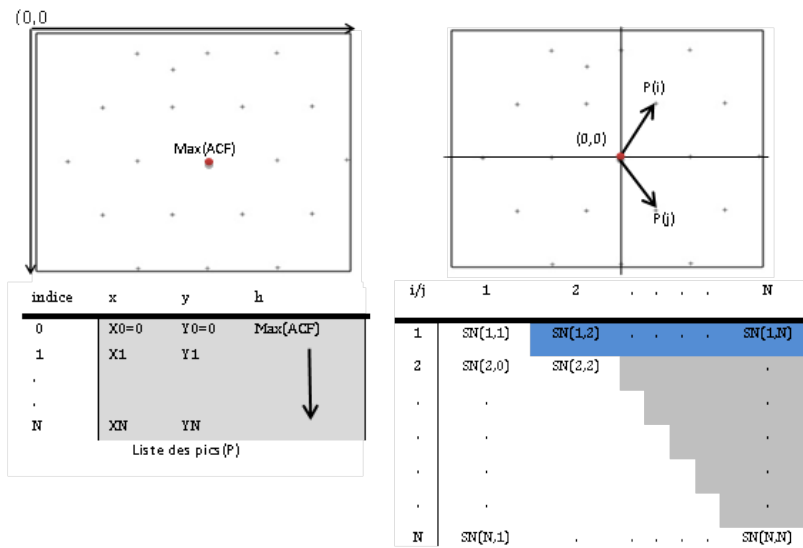 (0,0
Max(ACF)
P(i)
(0,0)
P(j)
indice x y h
0 X0=0 Y0=0 Max(ACF)
1 X1 Y1
.
.
N XN YN
Liste des pics(P)
i/j 1 2 . . . . N
1 SN(1,1) SN(1,2) . . . . SN(1,N)
2 SN(2,0) SN(2,2) .
. . .
. . .
. . .
. . .
N SN(N,1) . . . . . SN(N,N)